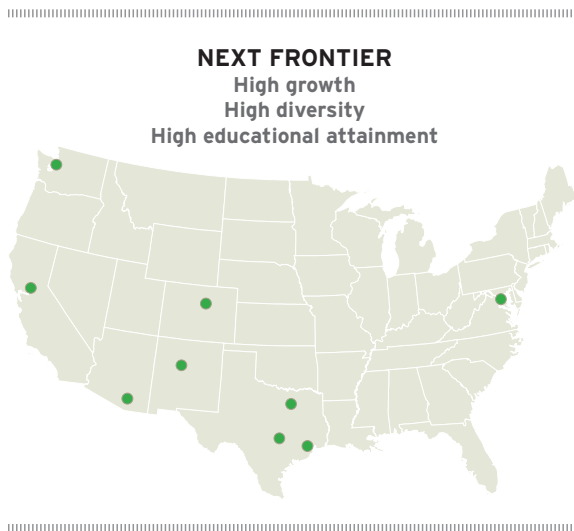 NEXT FRONTIER
High growth
High diversity
High educational attainment